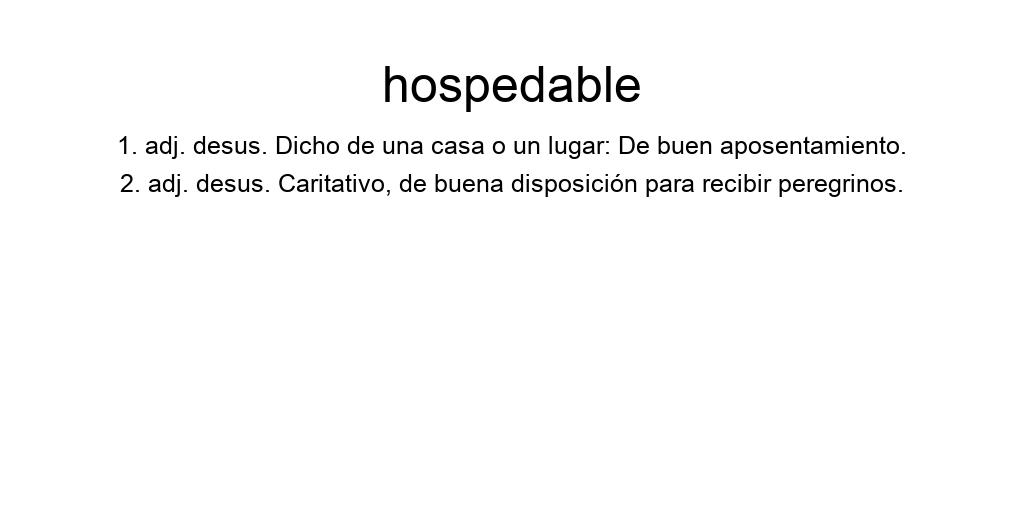 hospedable
1. adj. desus. Dicho de una casa o un lugar: De buen aposentamiento.
2. adj. desus. Caritativo, de buena disposición para recibir peregrinos.